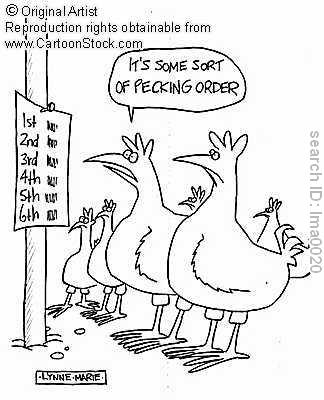 © Original Artist
Reproduction rights obtainable from
www.CartoonStock.com
IT'S SOME SORT
OF PECKING ORDER
1st
2nd
3rd
4th
5th
6th
LYNNE MARIE
search ID: lma0020